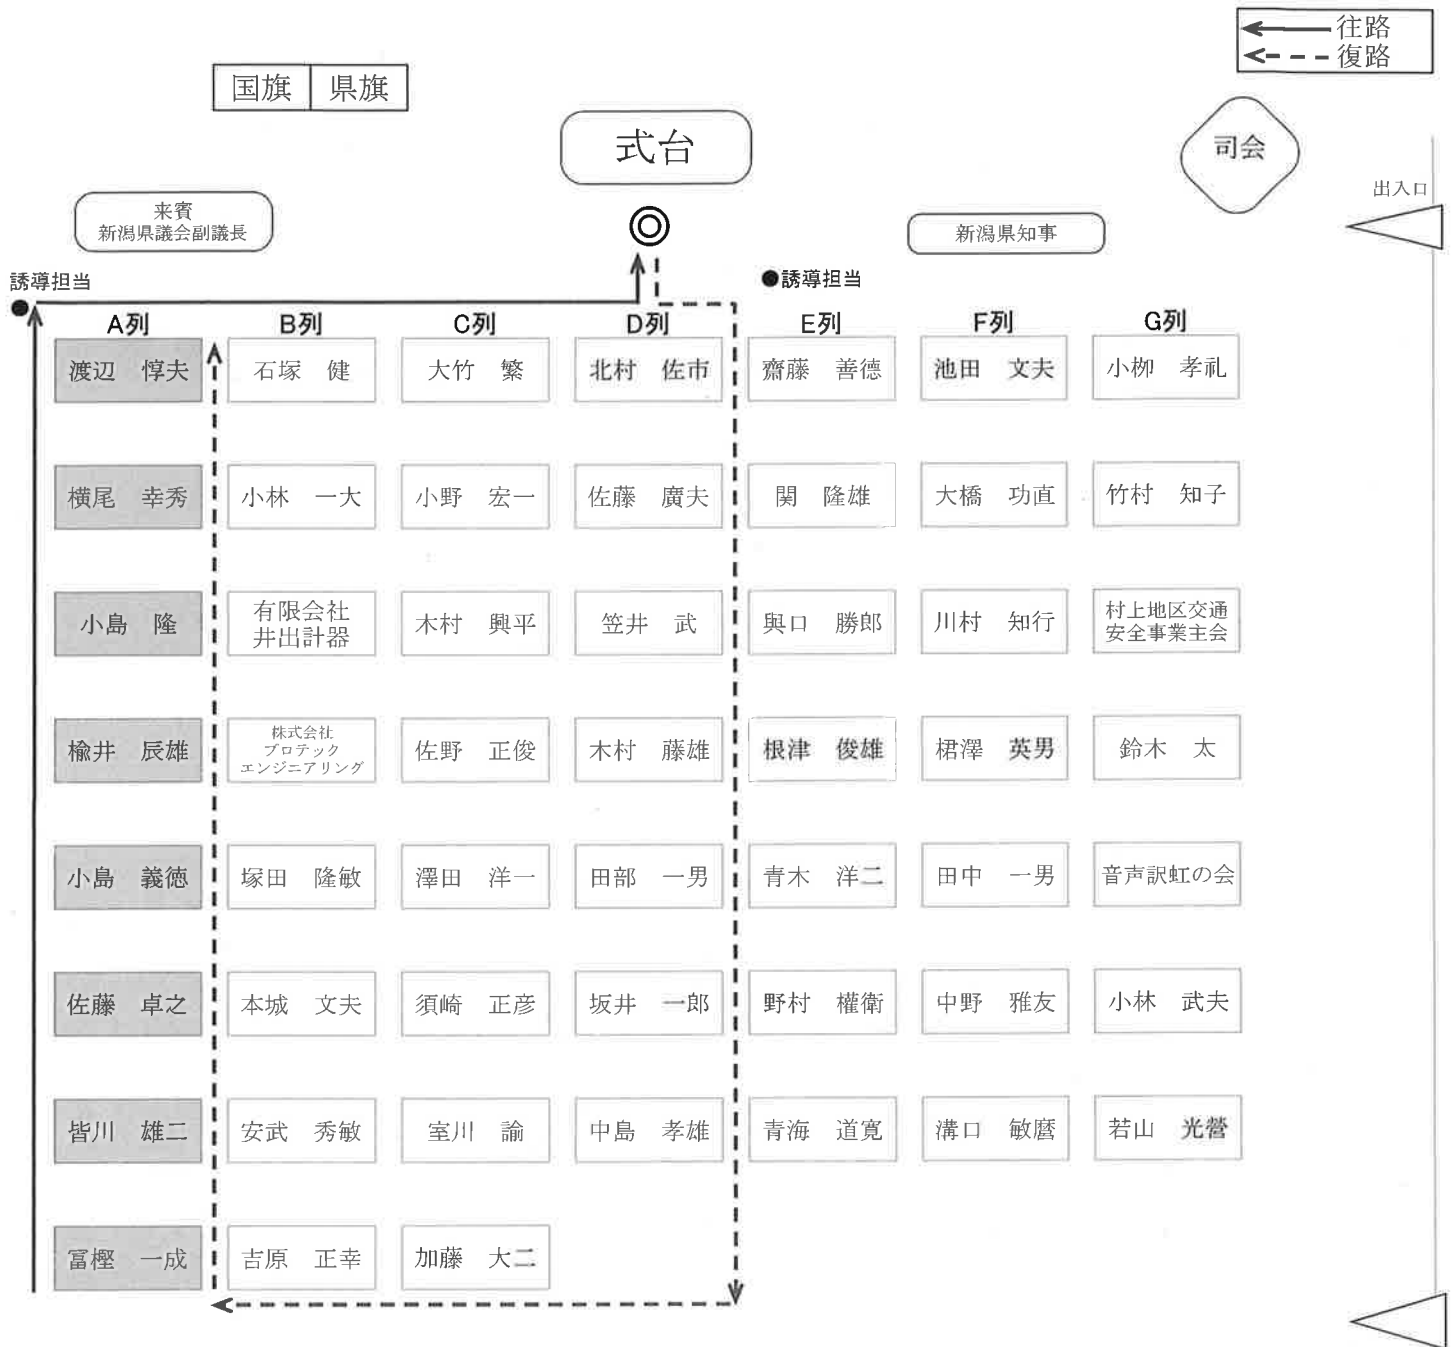 往路
復路
国旗 県旗
式台
司会
出入口
来賓
新潟県議会副議長
新潟県知事
誘導担当
●誘導担当
A列 B列 C列 D列 E列 F列 G列
渡辺 惇夫 石塚 健 大竹 繁 北村 佐市 齋藤 善德 池田 文夫 小栁 孝礼
横尾 幸秀 小林 一大 小野 宏一 佐藤 廣夫 関 隆雄 大橋 功直 竹村 知子
小島 隆 有限会社 井出計器 木村 興平 笠井 武 與口 勝郎 川村 知行 村上地区交通 安全事業主会
楡井 辰雄 株式会社 プロテック エンジニアリング 佐野 正俊 木村 藤雄 根津 俊雄 桾澤 英男 鈴木 太
小島 義徳 塚田 隆敏 澤田 洋一 田部 一男 青木 洋二 田中 一男 音声訳虹の会
佐藤 卓之 本城 文夫 須崎 正彦 坂井 一郎 野村 權衛 中野 雅友 小林 武夫
皆川 雄二 安武 秀敏 室川 諭 中島 孝雄 青海 道寛 溝口 敏麿 若山 光營
冨樫 一成 吉原 正幸 加藤 大二